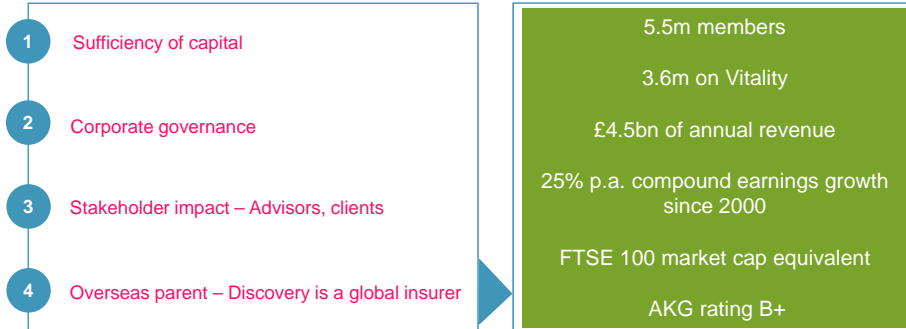 1
Sufficiency of capital
2
Corporate governance
3
Stakeholder impact – Advisors, clients
4
Overseas parent – Discovery is a global insurer
5.5m members
3.6m on Vitality
£4.5bn of annual revenue
25% p.a. compound earnings growth
since 2000
FTSE 100 market cap equivalent
AKG rating B+